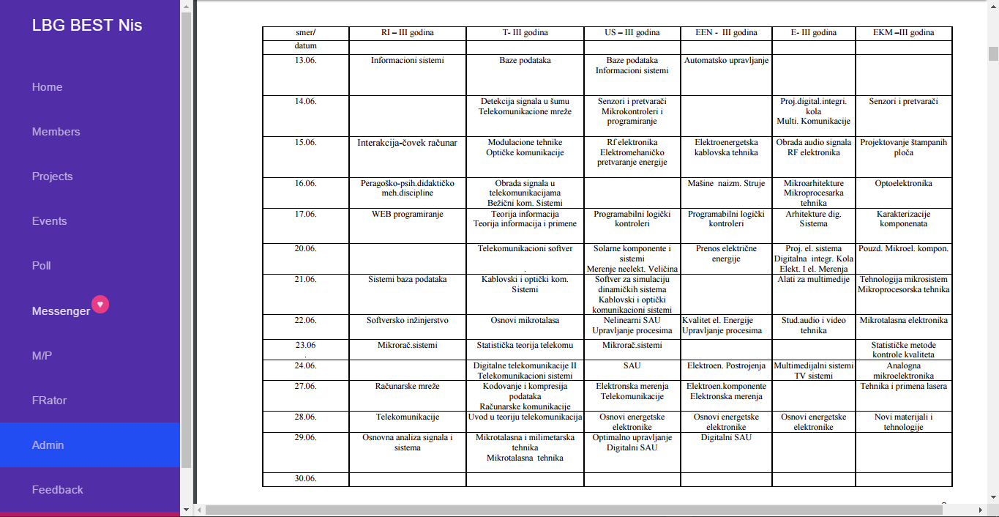 LBG BEST Nis
Home
Members
Projects
Events
Poll
Messenger
M/P
FRator
Admin
Feedback
smer/ RI – III godina T- III godina US – III godina EEN - III godina E- III godina EKM –III godina
datum
13.06. Informacioni sistemi Baze podataka Baze podataka Automatsko upravljanje
Informacioni sistemi
14.06. Detekcija signala u šumu Senzori i pretvarači Proj.digital.integri. Senzori i pretvarači
Telekomunikacione mreže Mikrokontroleri i kola
programiranje Multi. Komunikacije
15.06. Interakcija-čovek računar Modulacione tehnike Rf elektronika Elektroenergetska Obrada audio signala Projektovanje štampanih
Optičke komunikacije Elektromehaničko kablovska tehnika RF elektronika ploča
pretvaranje energije
16.06. Peragoško-psih.didaktičko Obrada signala u Mašine naizm. Struje Mikroarhitekture Optoelektronika
meh.discipline telekomunikacijama Mikroprocesarka
Bežični kom. Sistemi tehnika
17.06. WEB programiranje Teorija informacija Programabilni logički Programabilni logički Arhitekture dig. Karakterizacije
Teorija informacija i primene kontroleri kontroleri Sistema komponenata
20.06. Telekomunikacioni softver Solarne komponente i Prenos električne Proj. el. sistema Pouzd. Mikroel. kompon.
sistemi energije Digitalna integr. Kola
. Merenje neelekt. Veličina Elekt. I el. Merenja
21.06. Sistemi baza podataka Kablovski i optički kom. Softver za simulaciju Alati za multimedije Tehnologija mikrosistem
Sistemi dinamičkih sistema Mikroprocesorska tehnika
Kablovski i optički
komunikacioni sistemi
22.06. Softversko inžinjerstvo Osnovi mikrotalasa Nelinearni SAU Kvalitet el. Energije Stud.audio i video Mikrotalasna elektronika
Upravljanje procesima Upravljanje procesima tehnika
23.06 Mikrorač.sistemi Statistička teorija telekomu Mikrorač.sistemi Statističke metode
. kontrole kvaliteta
24.06. Digitalne telekomunikacije II SAU Elektroen. Postrojenja Multimedijalni sistemi Analogna
Telekomunikacioni sistemi TV sistemi mikroelektronika
27.06. Računarske mreže Kodovanje i kompresija Elektronska merenja Elektroen.komponente Tehnika i primena lasera
podataka Telekomunikacije Elektronska merenja
Računarske komunikacije
28.06. Telekomunikacije Uvod u teoriju telekomunikacija Osnovi energetske Osnovi energetske Osnovi energetske Novi materijali i
elektronike elektronike elektronike tehnologije
29.06. Osnovna analiza signala i Mikrotalasna i milimetarska Optimalno upravljanje Digitalni SAU
sistema tehnika Digitalni SAU
Mikrotalasna tehnika
30.06.